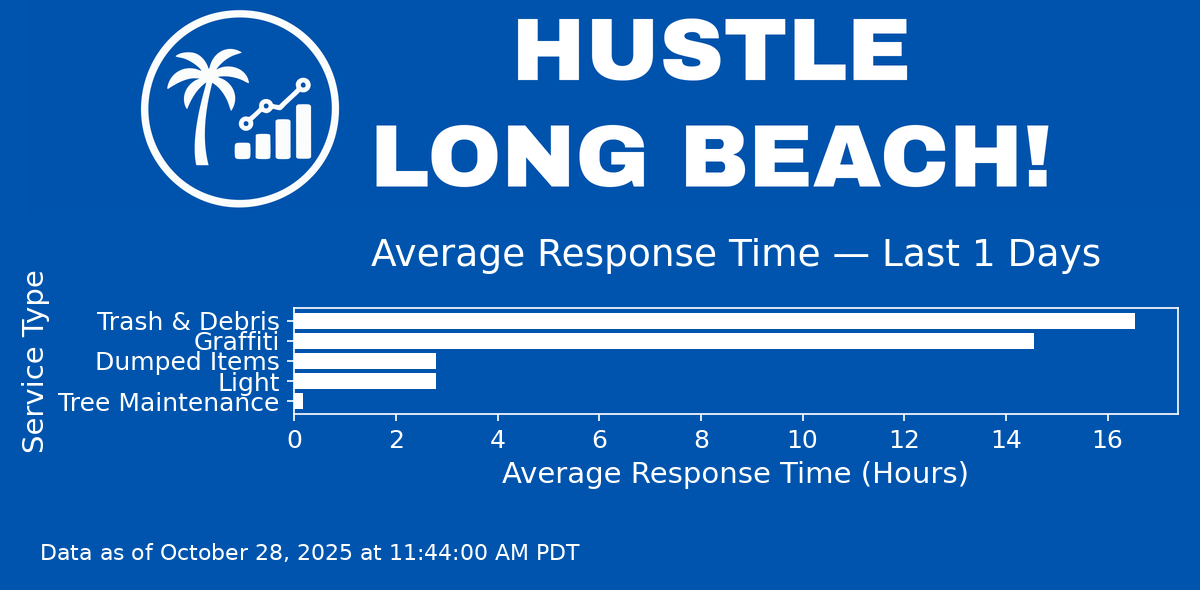 HUSTLE
LONG BEACH!
Average Response Time — Last 1 Days
Service Type
Trash & Debris
Graffiti
Dumped Items
Light
Tree Maintenance
0 2 4 6 8 10 12 14 16
Average Response Time (Hours)
Data as of October 28, 2025 at 11:44:00 AM PDT